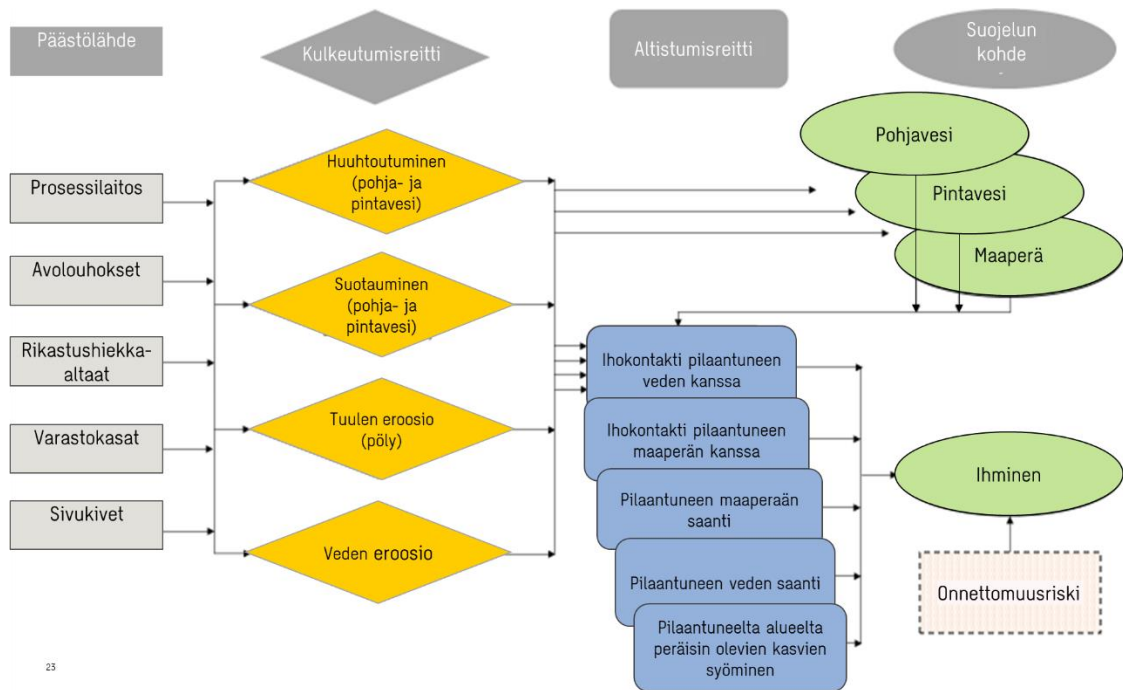 Päästölähde
Kulkeutumisreitti
Altistumisreitti
Suojelun
kohde
-
Prosessilaitos
Avolouhokset
Rikastushiekka-
altaat
Varastokasat
Sivukivet
Huuhtoutuminen
(pohja- ja
pintavesi)
Suotauminen
(pohja- ja
pintavesi)
Tuulen eroosio
(pöly)
Veden eroosio
Pohjavesi
Pintavesi
Maaperä
Ihokontakti pilaantuneen
veden kanssa
Ihokontakti pilaantuneen
maaperän kanssa
Pilaantuneen maaperaän
saanti
Pilaantuneen veden saanti
Pilaantuneelta alueelta
peräisin olevien kasvien
syöminen
Ihminen
Onnettomuusriski
23